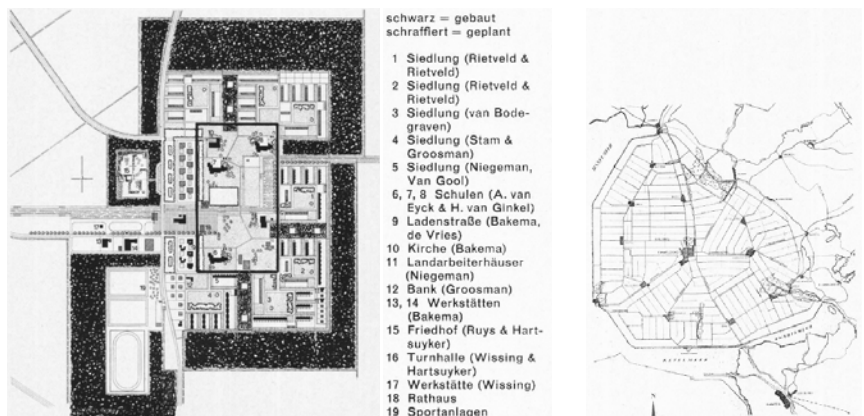 schwarz = gebaut
schraffiert = geplant
1 Siedlung (Rietveld &
Rietveld)
2 Siedlung (Rietveld &
Rietveld)
3 Siedlung (van Bode-
graven)
4 Siedlung (Stam &
Groosman)
5 Siedlung (Niegeman,
Van Gool)
6, 7, 8 Schulen (A. van
Eyck & H. van Ginkel)
9 Ladenstraße (Bakema,
de Vries)
10 Kirche (Bakema)
11 Landarbeiterhäuser
(Niegeman)
12 Bank (Groosman)
13, 14 Werkstätten
(Bakema)
15 Friedhof (Ruys & Hart-
suyker)
16 Turnhalle (Wissing &
Hartsuyker)
17 Werkstätte (Wissing)
18 Rathaus
19 Sportanlagen